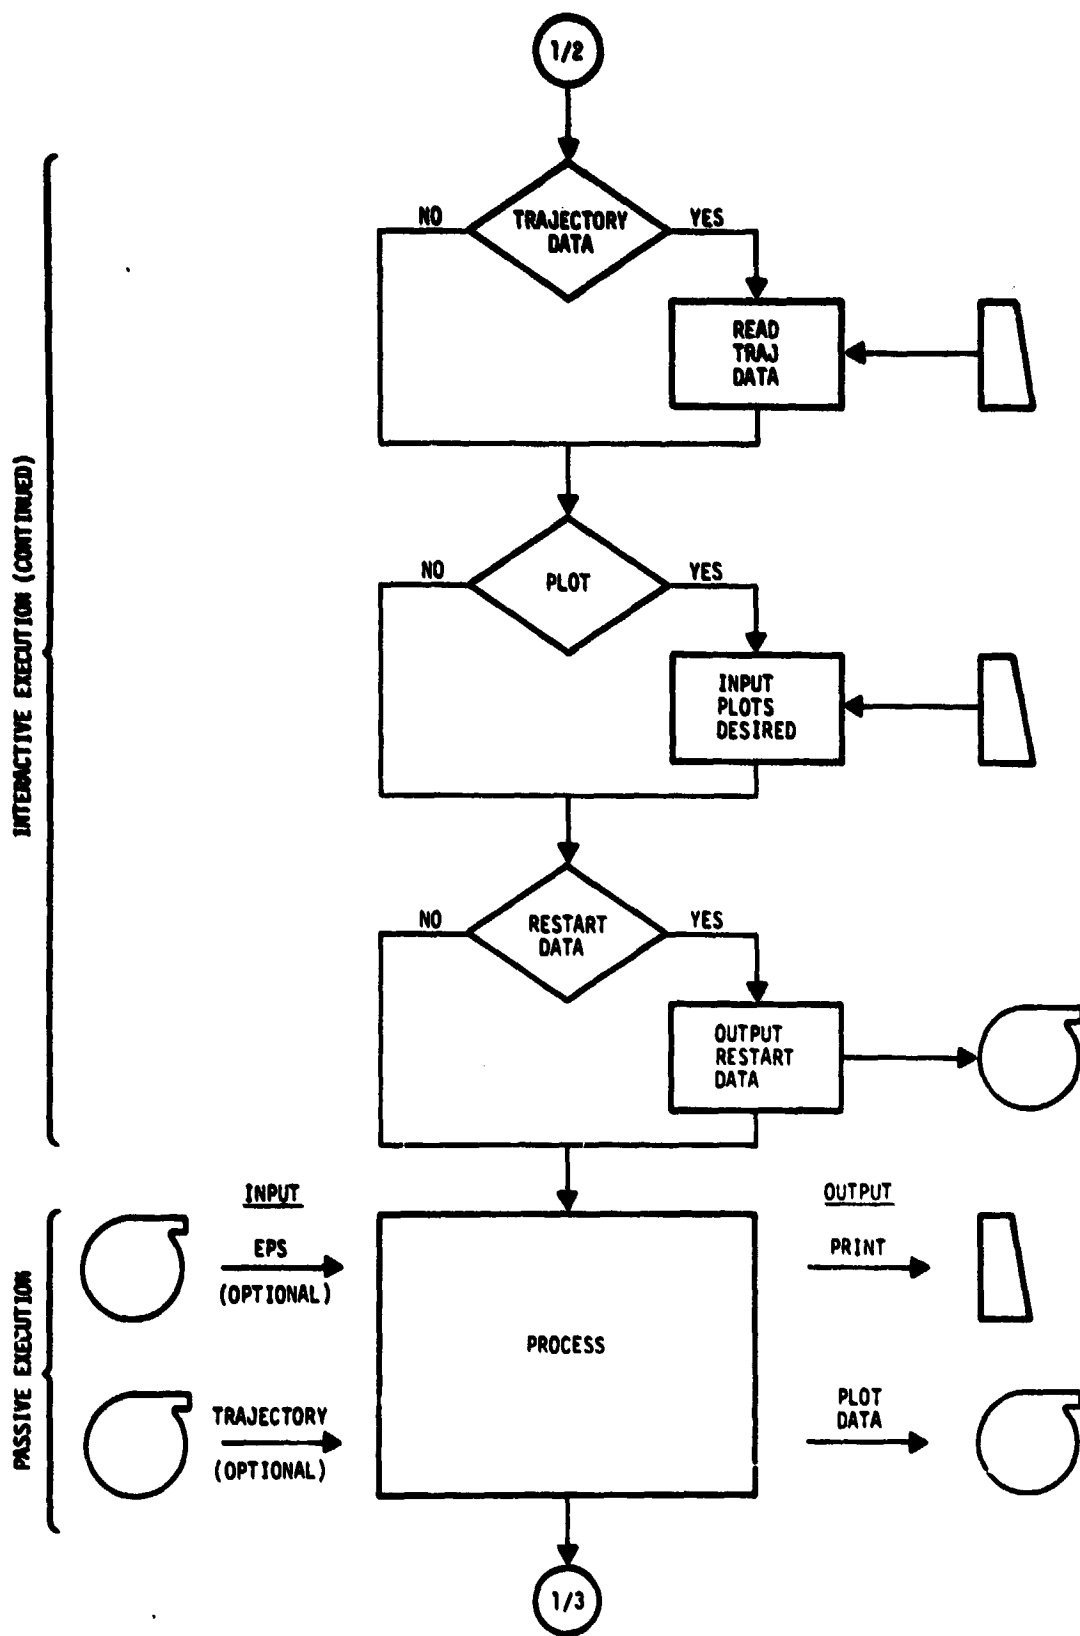 1/2
NO
TRAJECTORY
DATA
YES
READ
TRAJ
DATA
INTERACTIVE EXECUTION (CONTINUED)
NO
PLOT
YES
INPUT
PLOTS
DESIRED
NO
RESTART
DATA
YES
OUTPUT
RESTART
DATA
PASSIVE EXECUTION
INPUT
EPS
(OPTIONAL)
TRAJECTORY
(OPTIONAL)
PROCESS
OUTPUT
PRINT
PLOT
DATA
1/3